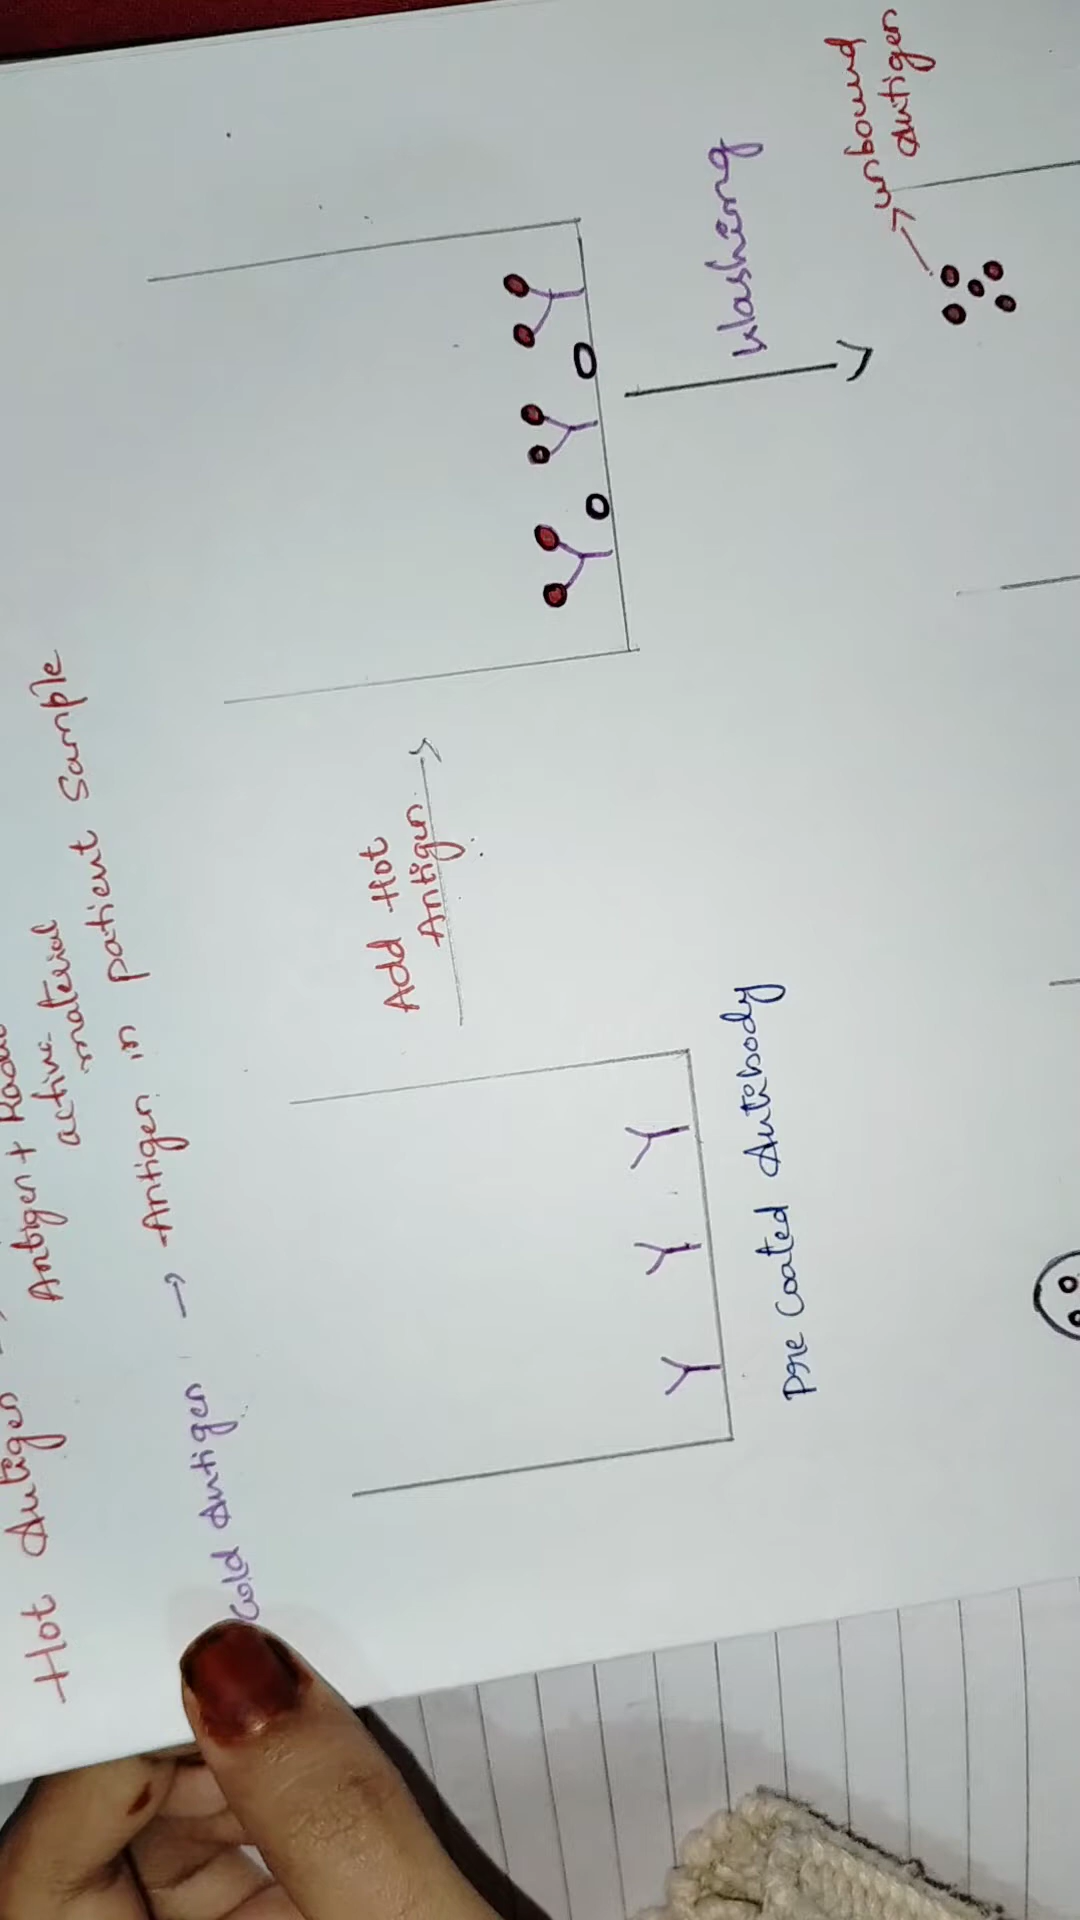 Hot Antigen →
Antigen + Radio
active
material
Cold Antigen → Antigen in patient Sample
Add Hot
Antigen
Pre Coated Antibody
Washing
→ unbound
antigen